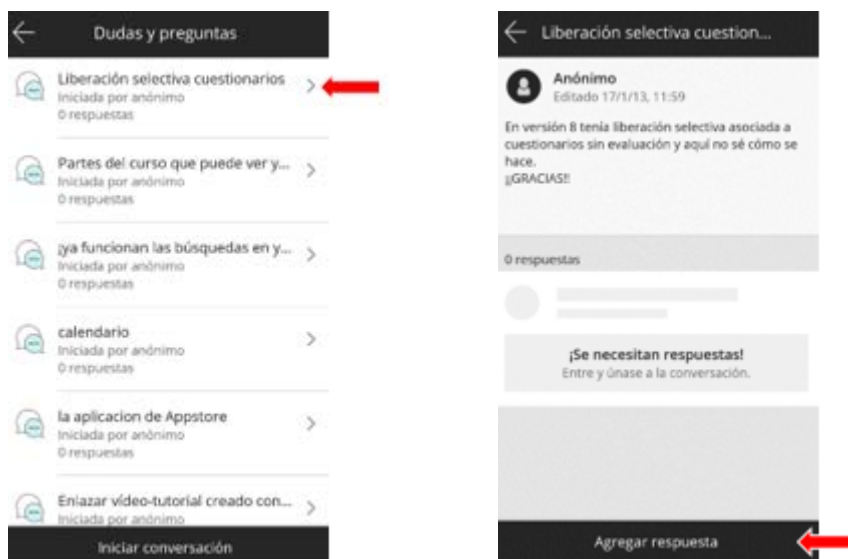 Dudas y preguntas
Liberación selectiva cuestionarios
Iniciada por anónimo
0 respuestas
Partes del curso que puede ver y...
Iniciada por anónimo
0 respuestas
¡ya funcionan las búsquedas en y...
Iniciada por anónimo
0 respuestas
calendario
Iniciada por anónimo
0 respuestas
la aplicacion de Appstore
Iniciada por anónimo
0 respuestas
Enlazar vídeo-tutorial creado con...
Iniciada por anónimo
Iniciar conversación
Liberación selectiva cuestion...
Anónimo
Editado 17/1/13, 11:59
En versión 8 tenía liberación selectiva asociada a
cuestionarios sin evaluación y aquí no sé cómo se
hace.
¡¡GRACIAS!!
0 respuestas
¡Se necesitan respuestas!
Entre y únase a la conversación.
Agregar respuesta